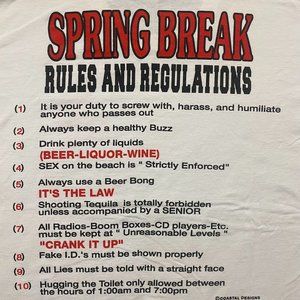 SPRING BREAK
RULES AND REGULATIONS
(1) It is your duty to screw with, harass, and humiliate
anyone who passes out
(2) Always keep a healthy Buzz
(3) Drink plenty of liquids
(BEER-LIQUOR-WINE)
(4) SEX on the beach is " Strictly Enforced"
(5) Always use a Beer Bong
IT'S THE LAW
(6) Shooting Tequila is totally forbidden
unless accompanied by a SENIOR
(7) All Radios-Boom Boxes-CD players-Etc.
must be kept at " Unreasonable Levels "
"CRANK IT UP"
(8) Fake I.D.'s must be shown properly
(9) All Lies must be told with a straight face
(10) Hugging the Toilet only allowed between
the hours of 1:00am and 7:00pm
©COASTAL DESIGNS